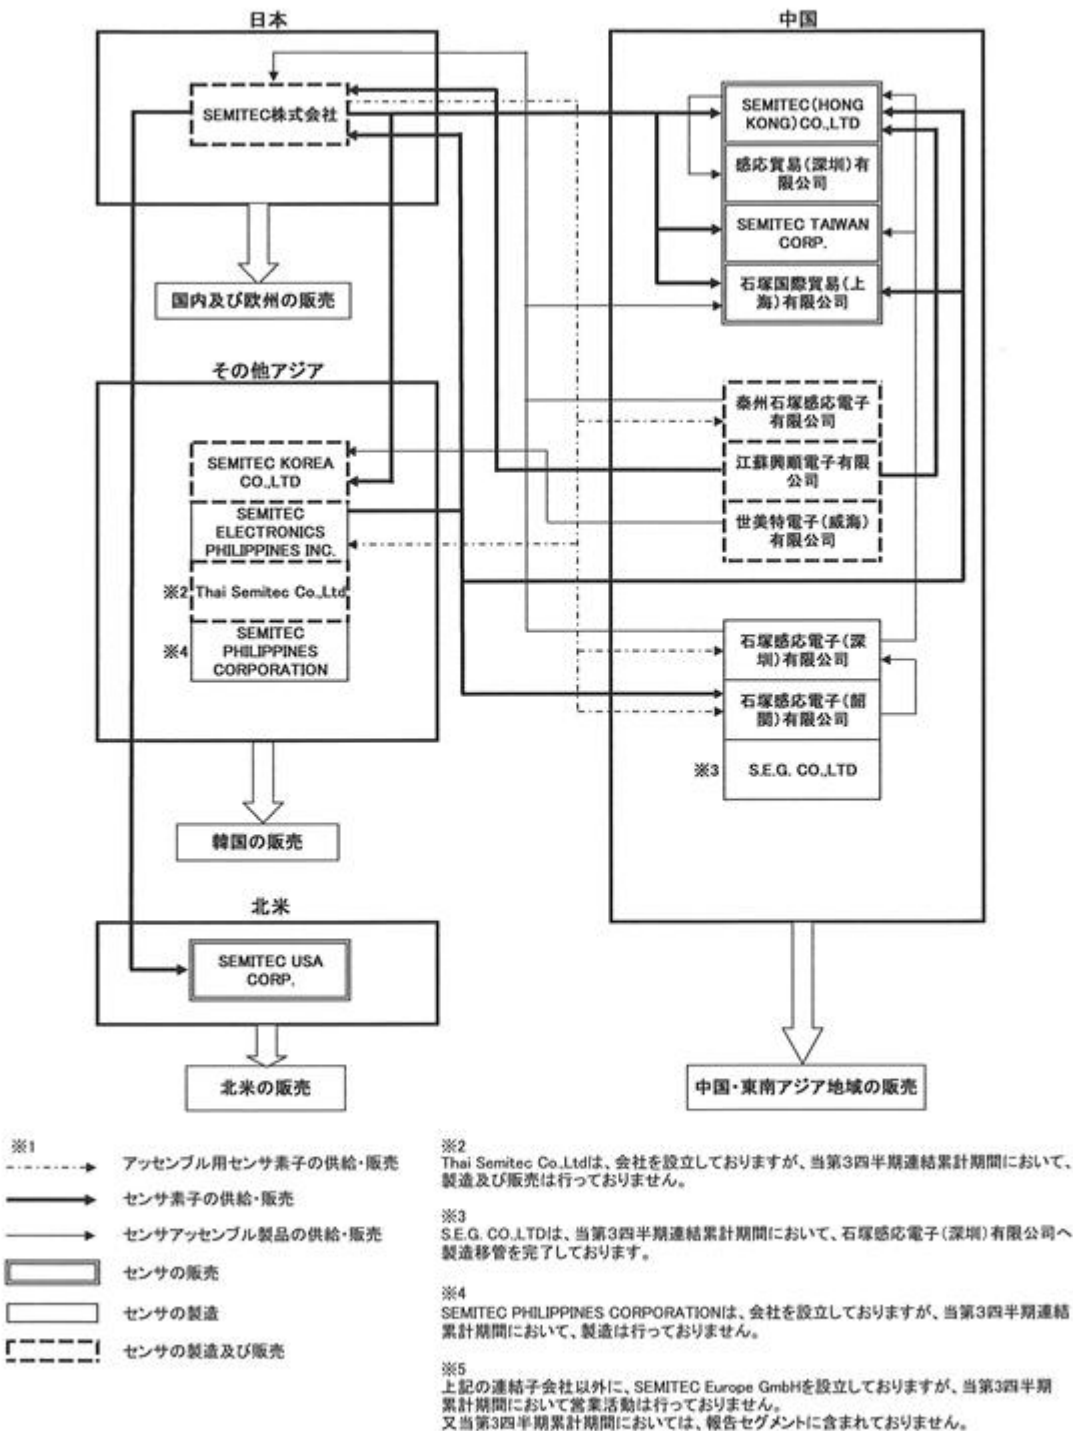 日本
SEMITEC株式会社
国内及び欧州の販売
その他アジア
SEMITEC KOREA
CO.,LTD
SEMITEC
ELECTRONICS
PHILIPPINES INC.
※2 Thai Semitec Co.,Ltd
※4
SEMITEC
PHILIPPINES
CORPORATION
韓国の販売
北米
SEMITEC USA
CORP.
北米の販売
中国
SEMITEC(HONG
KONG)CO.,LTD
感応貿易(深圳)有
限公司
SEMITEC TAIWAN
CORP.
石塚国際貿易(上
海)有限公司
泰州石塚感応電子
有限公司
江蘇興順電子有限
公司
世美特電子(威海)
有限公司
石塚感応電子(深
圳)有限公司
石塚感応電子(韶
関)有限公司
※3 S.E.G. CO.,LTD
中国・東南アジア地域の販売
※1
アッセンブル用センサ素子の供給・販売
センサ素子の供給・販売
センサアッセンブル製品の供給・販売
センサの販売
センサの製造
センサの製造及び販売
※2
Thai Semitec Co.,Ltdは、会社を設立しておりますが、当第3四半期連結累計期間において、
製造及び販売は行っておりません。
※3
S.E.G. CO.,LTDは、当第3四半期連結累計期間において、石塚感応電子(深圳)有限公司へ
製造移管を完了しております。
※4
SEMITEC PHILIPPINES CORPORATIONは、会社を設立しておりますが、当第3四半期連結
累計期間において、製造は行っておりません。
※5
上記の連結子会社以外に、SEMITEC Europe GmbHを設立しておりますが、当第3四半期
累計期間において営業活動は行っておりません。
又当第3四半期累計期間においては、報告セグメントに含まれておりません。